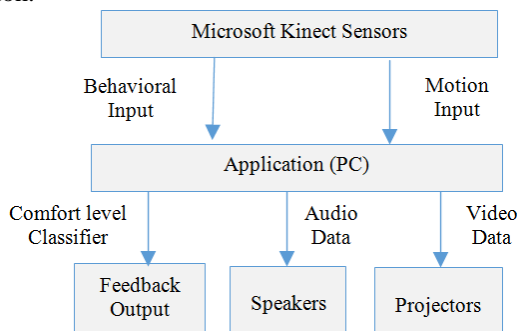 Microsoft Kinect Sensors
Behavioral
Input
Motion
Input
Application (PC)
Comfort level
Classifier
Audio
Data
Video
Data
Feedback
Output
Speakers
Projectors